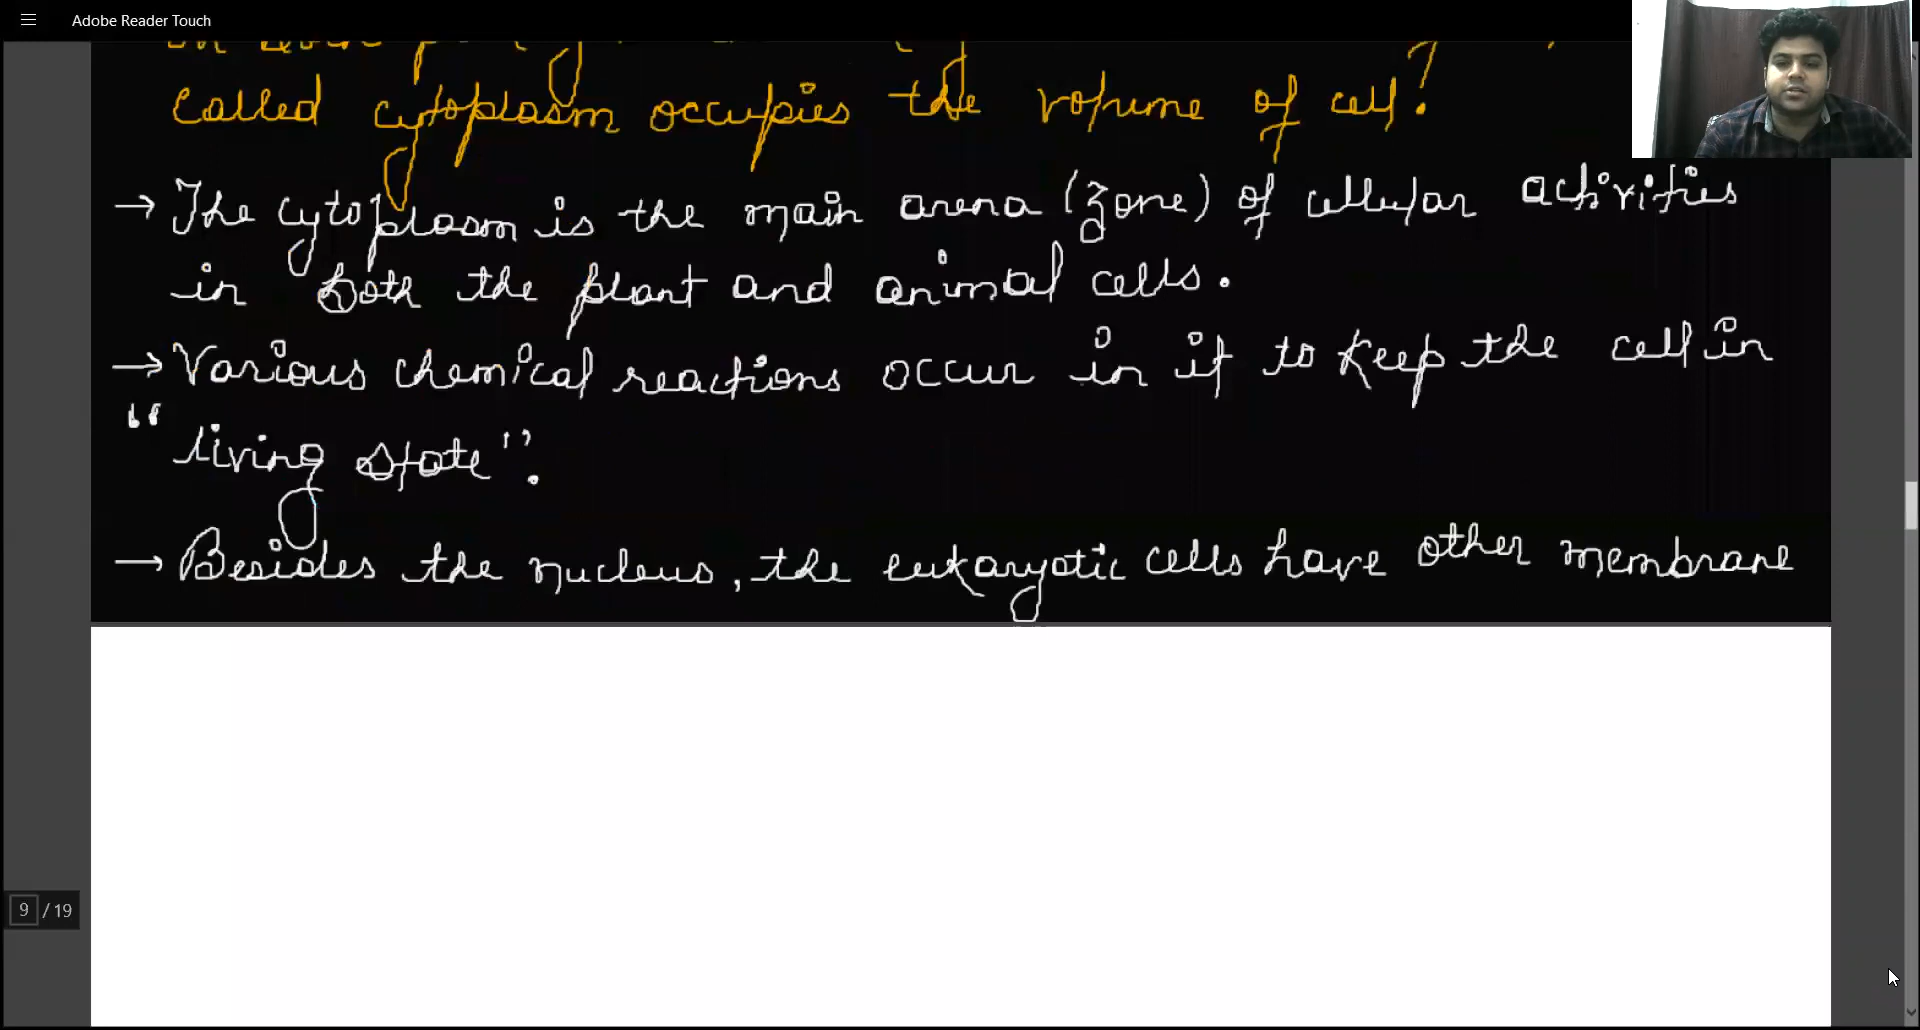 Adobe Reader Touch
called cytoplasm occupies the volume of cell?
→ The cytoplasm is the main arena (zone) of cellular activities
in both the plant and animal cells.
→ Various chemical reactions occur in it to keep the cell in
"living state".
→ Besides the nucleus, the eukaryotic cells have other membrane
9 / 19